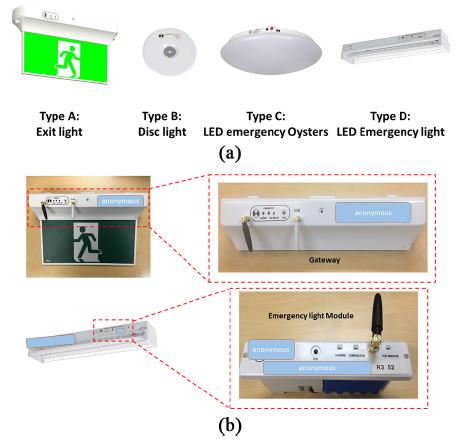 Type A:
Exit light
Type B:
Disc light
Type C:
LED emergency Oysters
Type D:
LED Emergency light
(a)
anonymous
anonymous
Gateway
Emergency light Module
anonymous
anonymous
R3 52
(b)